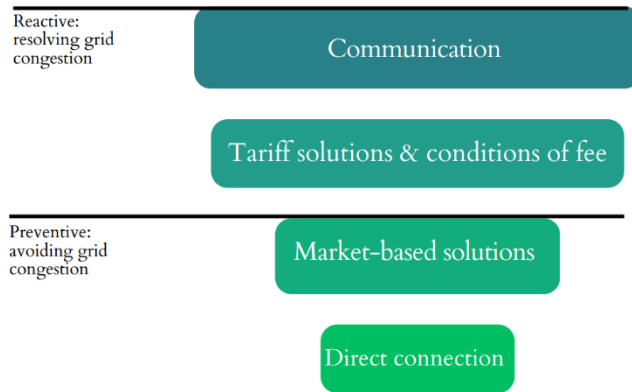 Reactive:
resolving grid
congestion
Communication
Tariff solutions & conditions of fee
Preventive:
avoiding grid
congestion
Market-based solutions
Direct connection